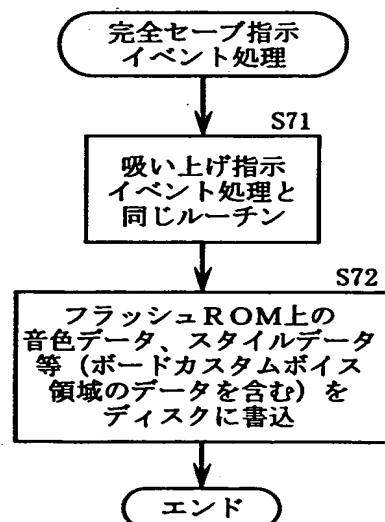 完全セーブ指示
イベント処理
S71
吸い上げ指示
イベント処理と
同じルーチン
S72
フラッシュROM上の
音色データ、スタイルデータ
等（ボードカスタムボイス
領域のデータを含む）を
ディスクに書込
エンド